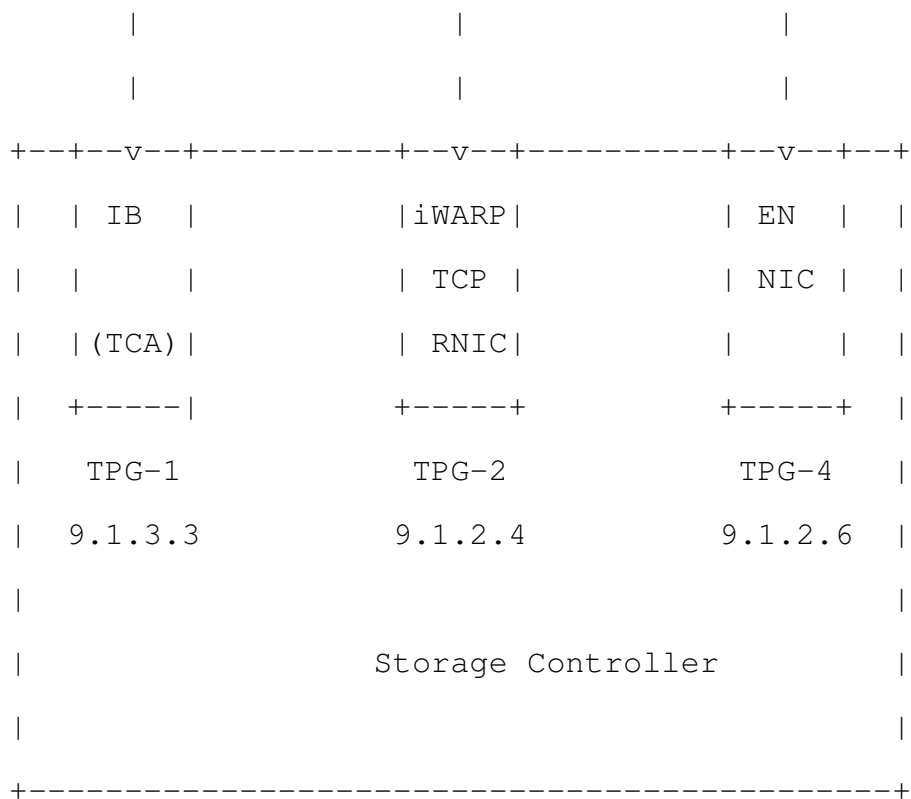 |                    |                    |
|                    |                    |
+--+--v--+----------+--v--+----------+--v--+--+
|  | IB  |          |iWARP|          | EN  |  |
|  |     |          | TCP |          | NIC |  |
|  |(TCA)|          | RNIC|          |     |  |
|  +-----|          +-----+          +-----+  |
|   TPG-1            TPG-2            TPG-4   |
|  9.1.3.3          9.1.2.4          9.1.2.6  |
|                                             |
|                  Storage Controller         |
|                                             |
+---------------------------------------------+